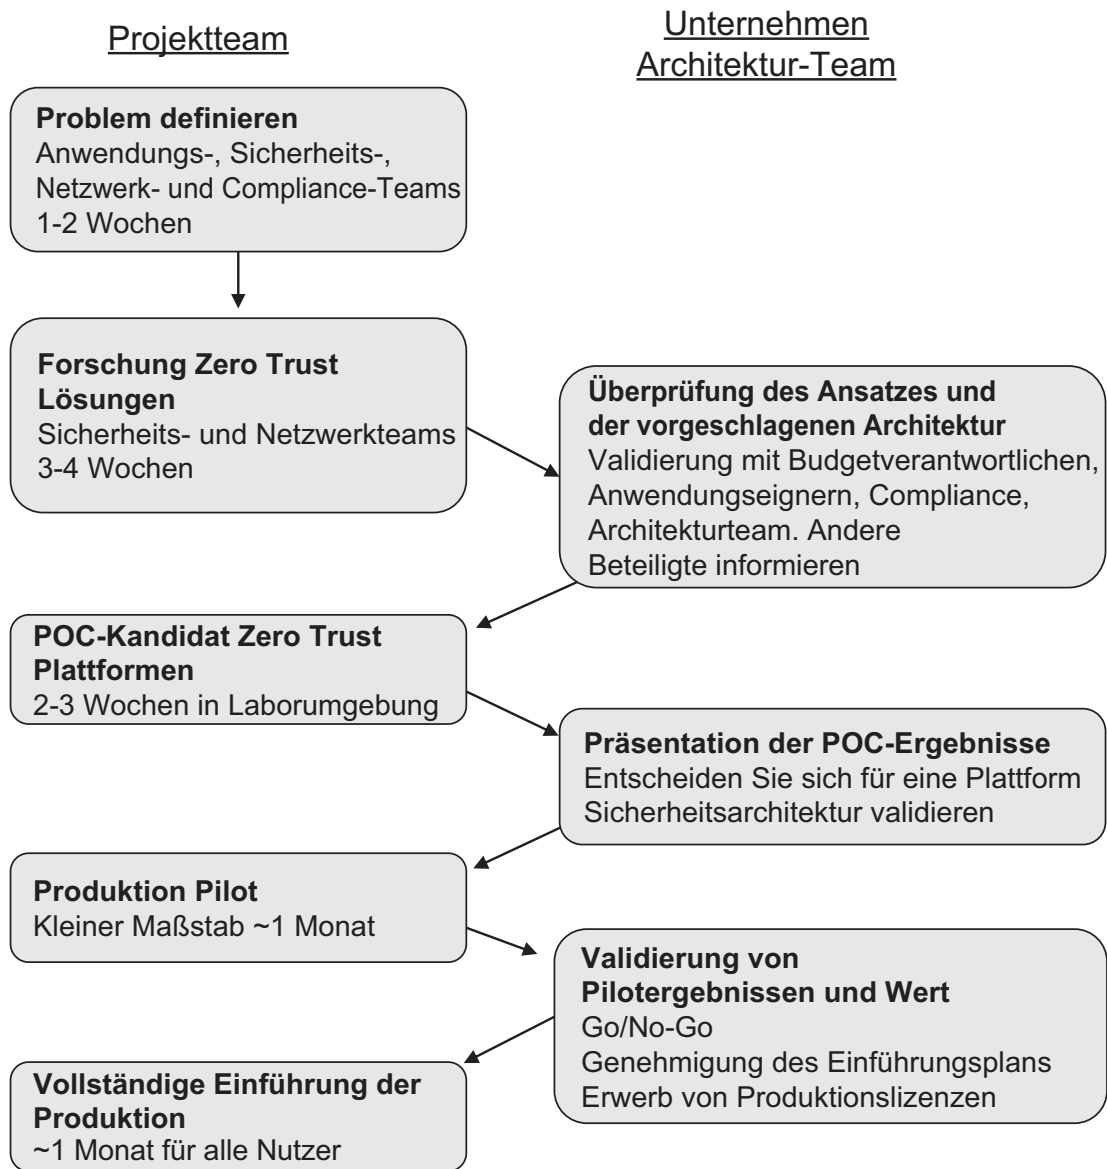 Projektteam
Unternehmen
Architektur-Team
Problem definieren
Anwendungs-, Sicherheits-,
Netzwerk- und Compliance-Teams
1-2 Wochen
Forschung Zero Trust
Lösungen
Sicherheits- und Netzwerkteams
3-4 Wochen
Überprüfung des Ansatzes und
der vorgeschlagenen Architektur
Validierung mit Budgetverantwortlichen,
Anwendungseignern, Compliance,
Architekturteam. Andere
Beteiligte informieren
POC-Kandidat Zero Trust
Plattformen
2-3 Wochen in Laborumgebung
Präsentation der POC-Ergebnisse
Entscheiden Sie sich für eine Plattform
Sicherheitsarchitektur validieren
Produktion Pilot
Kleiner Maßstab ~1 Monat
Validierung von
Pilotergebnissen und Wert
Go/No-Go
Genehmigung des Einführungsplans
Erwerb von Produktionslizenzen
Vollständige Einführung der
Produktion
~1 Monat für alle Nutzer